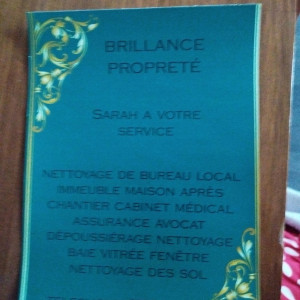 BRILLANCE
PROPRETÉ
SARAH A VOTRE
SERVICE
NETTOYAGE DE BUREAU LOCAL
IMMEUBLE MAISON APRÈS
CHANTIER CABINET MÉDICAL
ASSURANCE AVOCAT
DÉPOUSSIÉRAGE NETTOYAGE
BAIE VITRÉE FENÊTRE
NETTOYAGE DES SOL